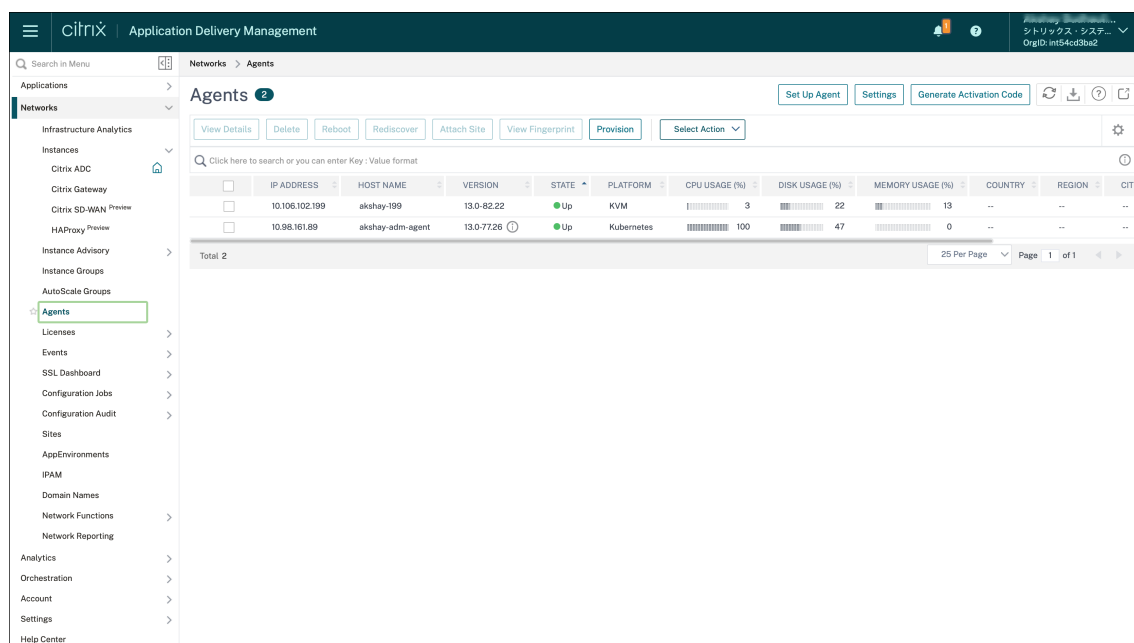 citrix | Application Delivery Management
1
シトリックス・システ...
OrgID: int54cd3ba2
Search in Menu
Networks > Agents
Applications
Networks
Infrastructure Analytics
Instances
Citrix ADC
Citrix Gateway
Citrix SD-WAN Preview
HAProxy Preview
Instance Advisory
Instance Groups
AutoScale Groups
Agents
Licenses
Events
SSL Dashboard
Configuration Jobs
Configuration Audit
Sites
AppEnvironments
IPAM
Domain Names
Network Functions
Network Reporting
Analytics
Orchestration
Account
Settings
Help Center
Agents 2
Set Up Agent Settings Generate Activation Code
View Details Delete Reboot Rediscover Attach Site View Fingerprint Provision Select Action
Click here to search or you can enter Key : Value format
IP ADDRESS HOST NAME VERSION STATE PLATFORM CPU USAGE (%) DISK USAGE (%) MEMORY USAGE (%) COUNTRY REGION CIT
10.106.102.199 akshay-199 13.0-82.22 Up KVM 3 22 13 -- -- --
10.98.161.89 akshay-adm-agent 13.0-77.26 Up Kubernetes 100 47 0 -- -- --
Total 2 25 Per Page Page 1 of 1